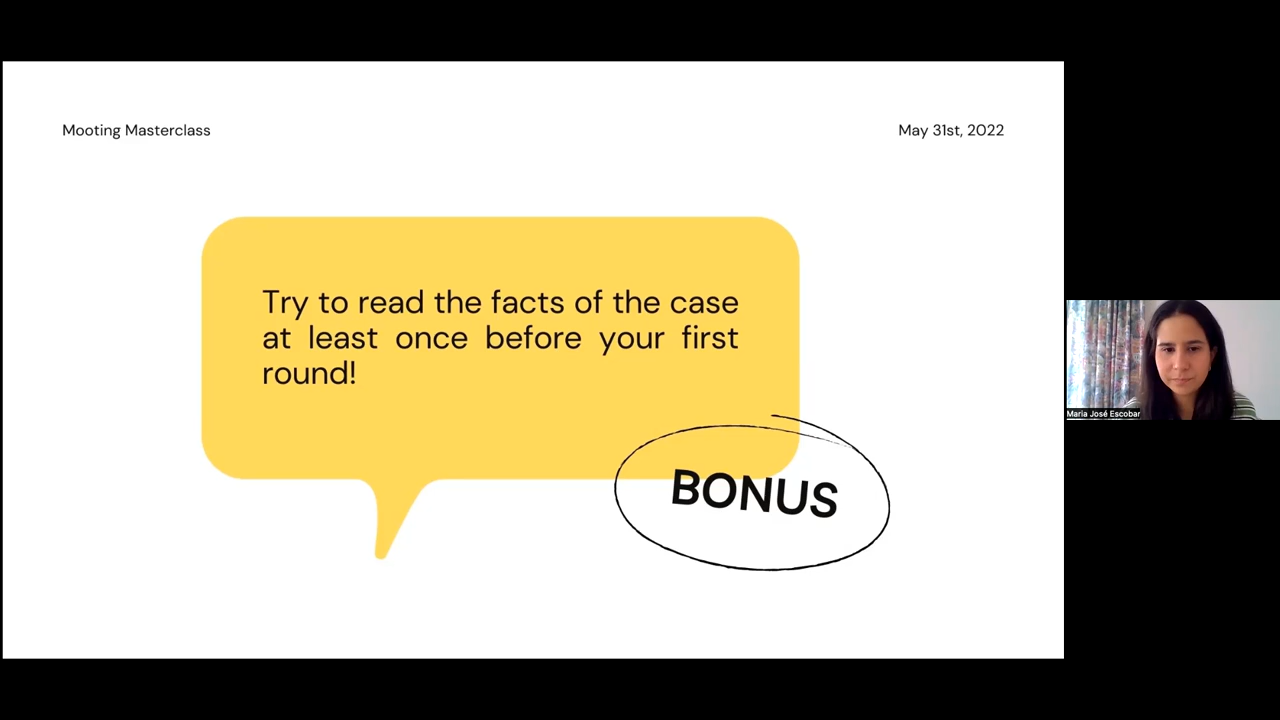 Mooting Masterclass
May 31st, 2022
Try to read the facts of the case
at least once before your first
round!
BONUS
Maria José Escobar